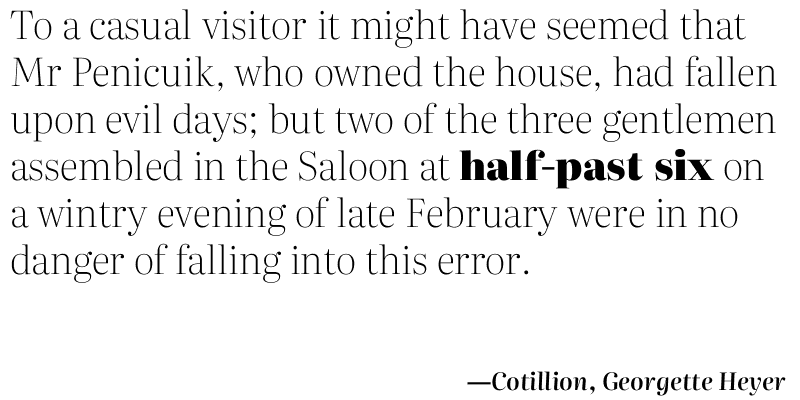 To a casual visitor it might have seemed that
Mr Penicuik, who owned the house, had fallen
upon evil days; but two of the three gentlemen
assembled in the Saloon at half-past six on
a wintry evening of late February were in no
danger of falling into this error.
—Cotillion, Georgette Heyer